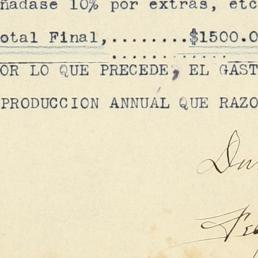 ñadase 10% por extras, etc
otal Final,........$1500.0
OR LO QUE PRECEDE, EL GAST
PRODUCCION ANNUAL QUE RAZO